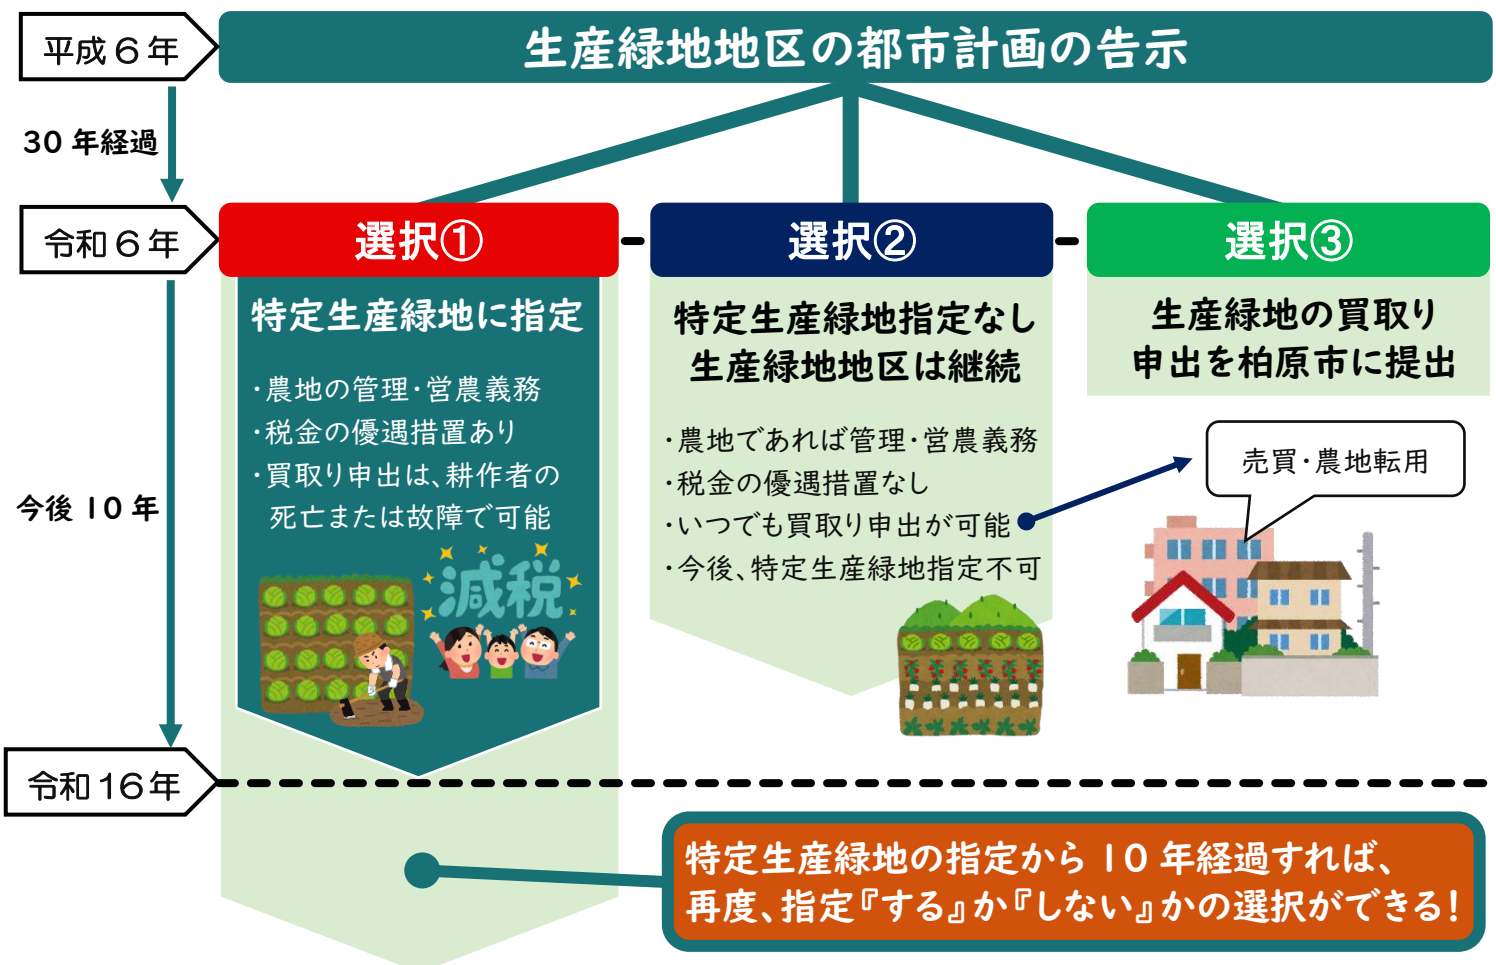 平成6年
生産緑地地区の都市計画の告示
30年経過
令和6年
選択①
選択②
選択③
特定生産緑地に指定
・農地の管理・営農義務
・税金の優遇措置あり
・買取り申出は、耕作者の
死亡または故障で可能
減税
特定生産緑地指定なし
生産緑地地区は継続
・農地であれば管理・営農義務
・税金の優遇措置なし
・いつでも買取り申出が可能
・今後、特定生産緑地指定不可
生産緑地の買取り
申出を柏原市に提出
売買・農地転用
今後10年
令和16年
特定生産緑地の指定から10年経過すれば、
再度、指定『する』か『しない』かの選択ができる!